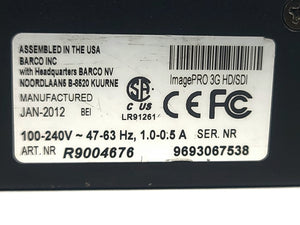 ASSEMBLED IN THE USA
BARCO INC
with Headquarters BARCO NV
NOORDLAAN5 B-8520 KUURNE
MANUFACTURED
JAN-2012 BEI
SA
C US
LR91261
FC
ImagePRO 3G HD/SDI
100-240V ~ 47-63 Hz, 1.0-0.5 A SER. NR
ART. NR R9004676 9693067538